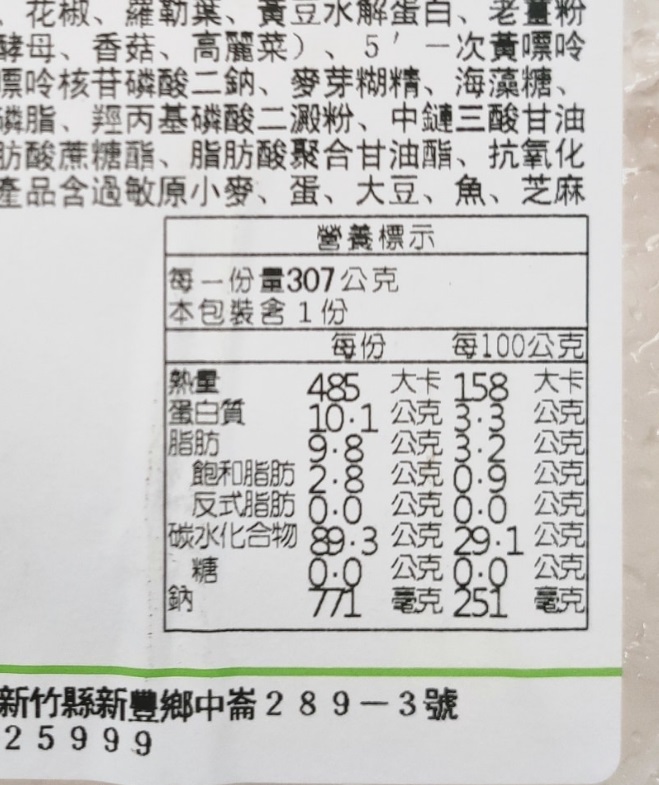 、花椒、羅勒葉、黃豆水解蛋白、老薑粉
酵母、香菇、高麗菜）、5'－次黃嘌呤
嘌呤核苷磷酸二鈉、麥芽糊精、海藻糖、
磷脂、羥丙基磷酸二澱粉、中鏈三酸甘油
肪酸蔗糖酯、脂肪酸聚合甘油酯、抗氧化
產品含過敏原小麥、蛋、大豆、魚、芝麻
營養標示
每一份量307公克
本包裝含 1 份
每份 每100公克
熱量 485 大卡 158 大卡
蛋白質 10.1 公克 3.3 公克
脂肪 9.8 公克 3.2 公克
飽和脂肪 2.8 公克 0.9 公克
反式脂肪 0.0 公克 0.0 公克
碳水化合物 89.3 公克 29.1 公克
糖 0.0 公克 0.0 公克
鈉 771 毫克 251 毫克
新竹縣新豐鄉中崙289－3號
25999